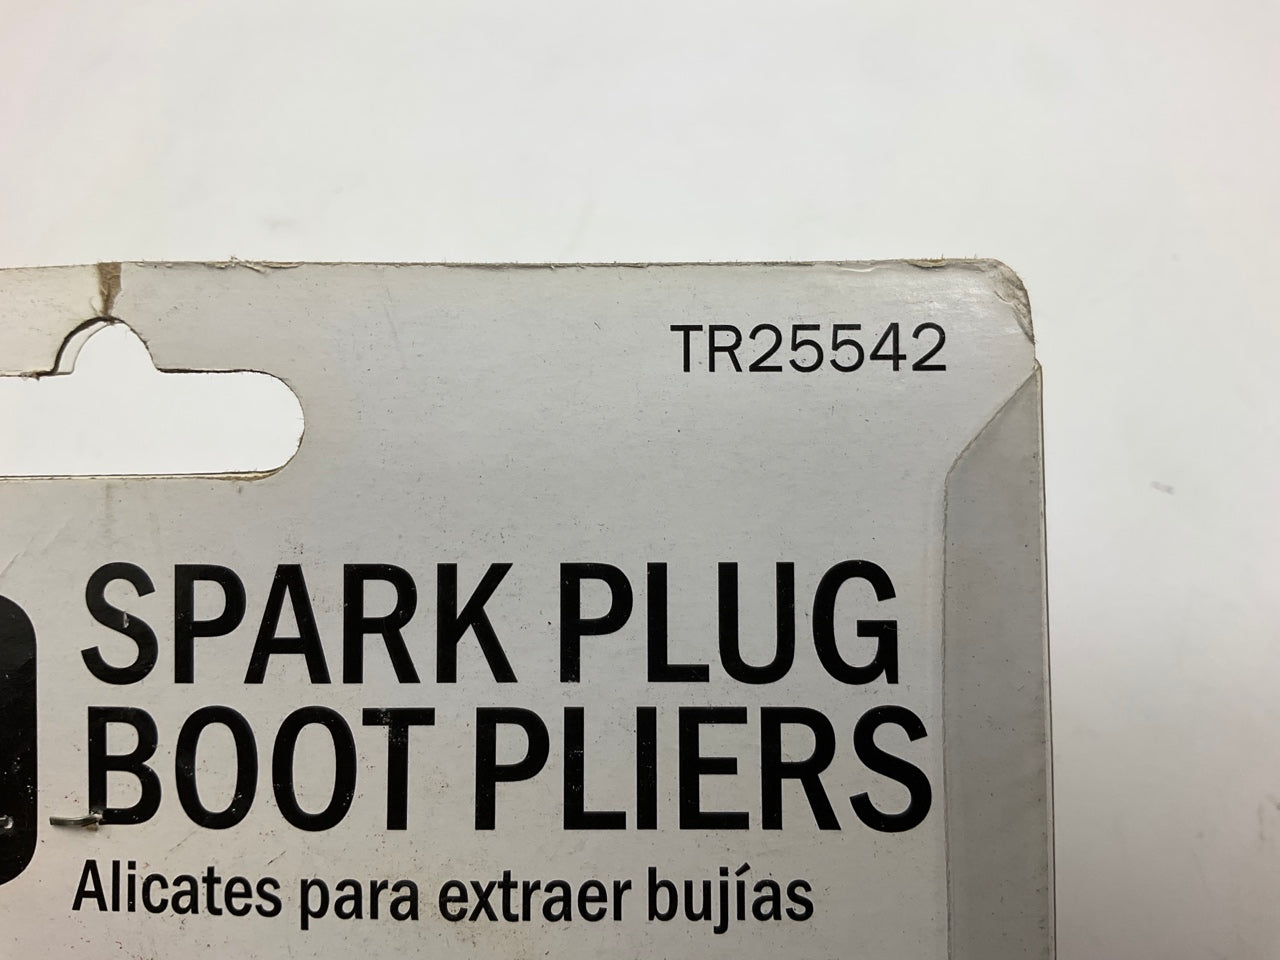 TR25542
SPARK PLUG
BOOT PLIERS
Alicates para extraer bujías